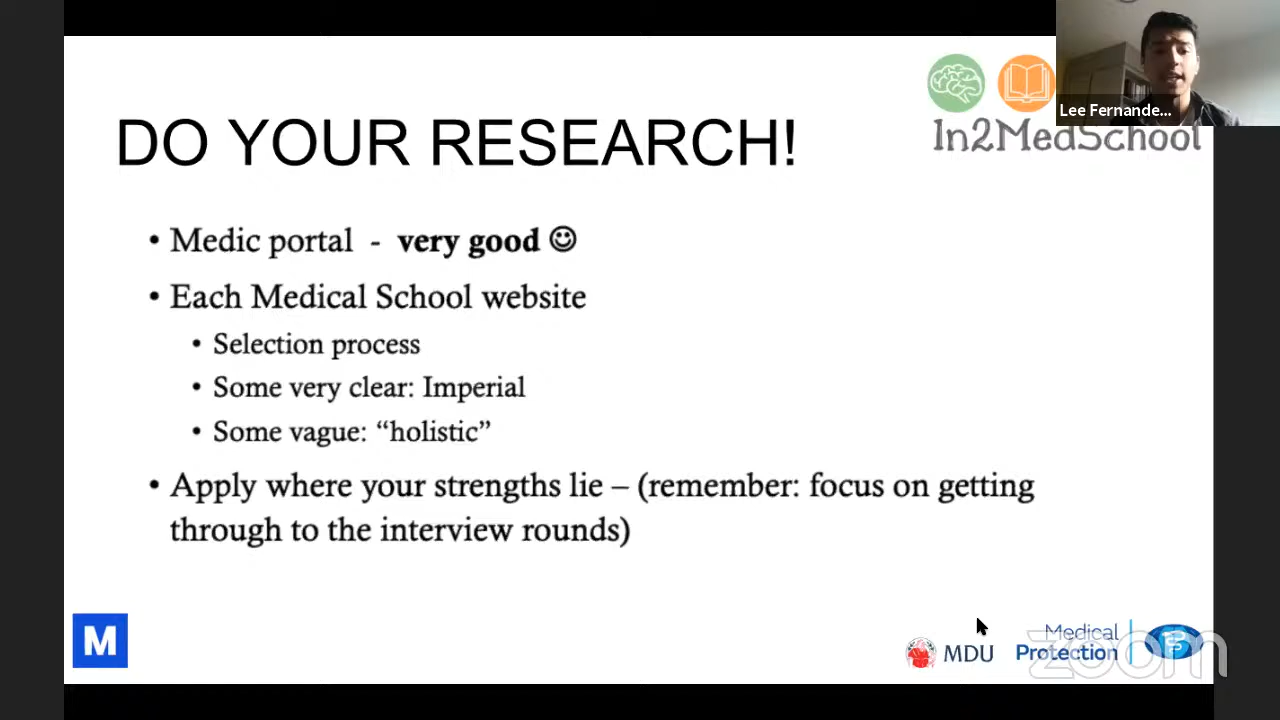 Lee Fernande...
In2MedSchool
DO YOUR RESEARCH!
• Medic portal - very good ☺
• Each Medical School website
• Selection process
• Some very clear: Imperial
• Some vague: “holistic”
• Apply where your strengths lie – (remember: focus on getting
through to the interview rounds)
M
MDU
Medical
Protection
zoom